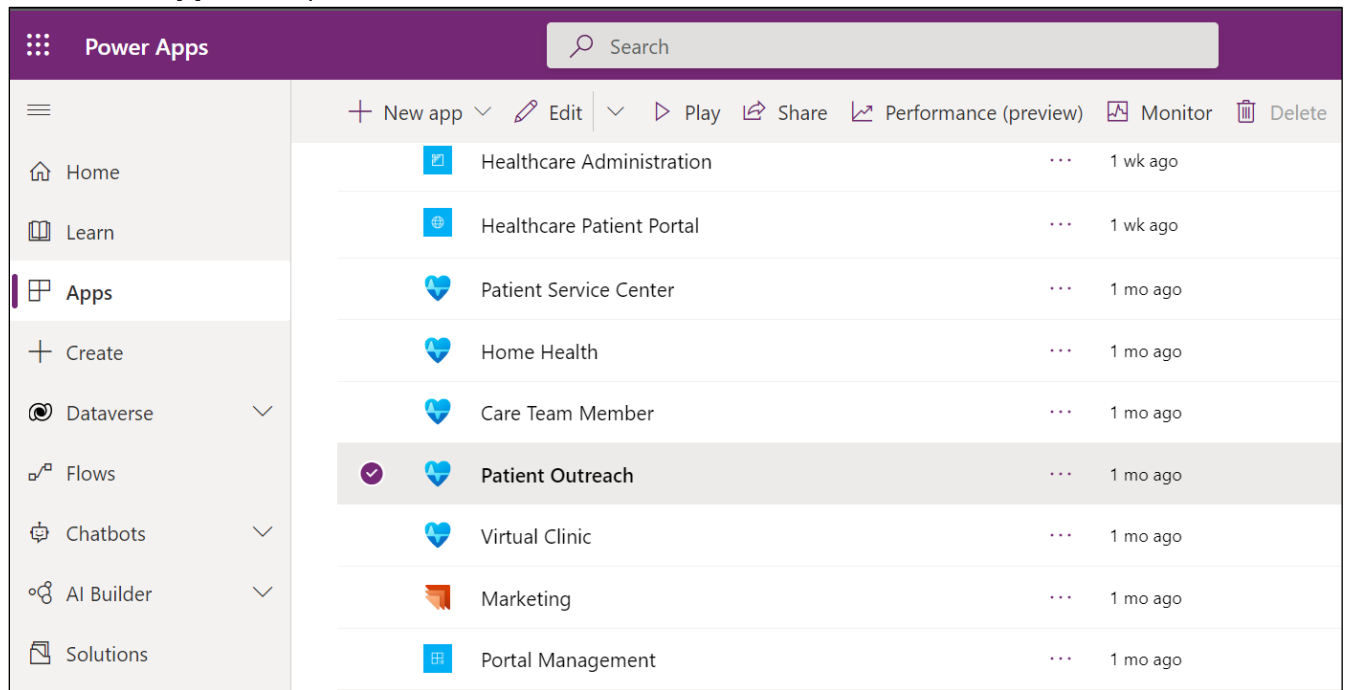 Power Apps
Search
New app
Edit
Play
Share
Performance (preview)
Monitor
Delete
Home
Learn
Apps
Create
Dataverse
Flows
Chatbots
AI Builder
Solutions
Healthcare Administration ··· 1 wk ago
Healthcare Patient Portal ··· 1 wk ago
Patient Service Center ··· 1 mo ago
Home Health ··· 1 mo ago
Care Team Member ··· 1 mo ago
Patient Outreach ··· 1 mo ago
Virtual Clinic ··· 1 mo ago
Marketing ··· 1 mo ago
Portal Management ··· 1 mo ago